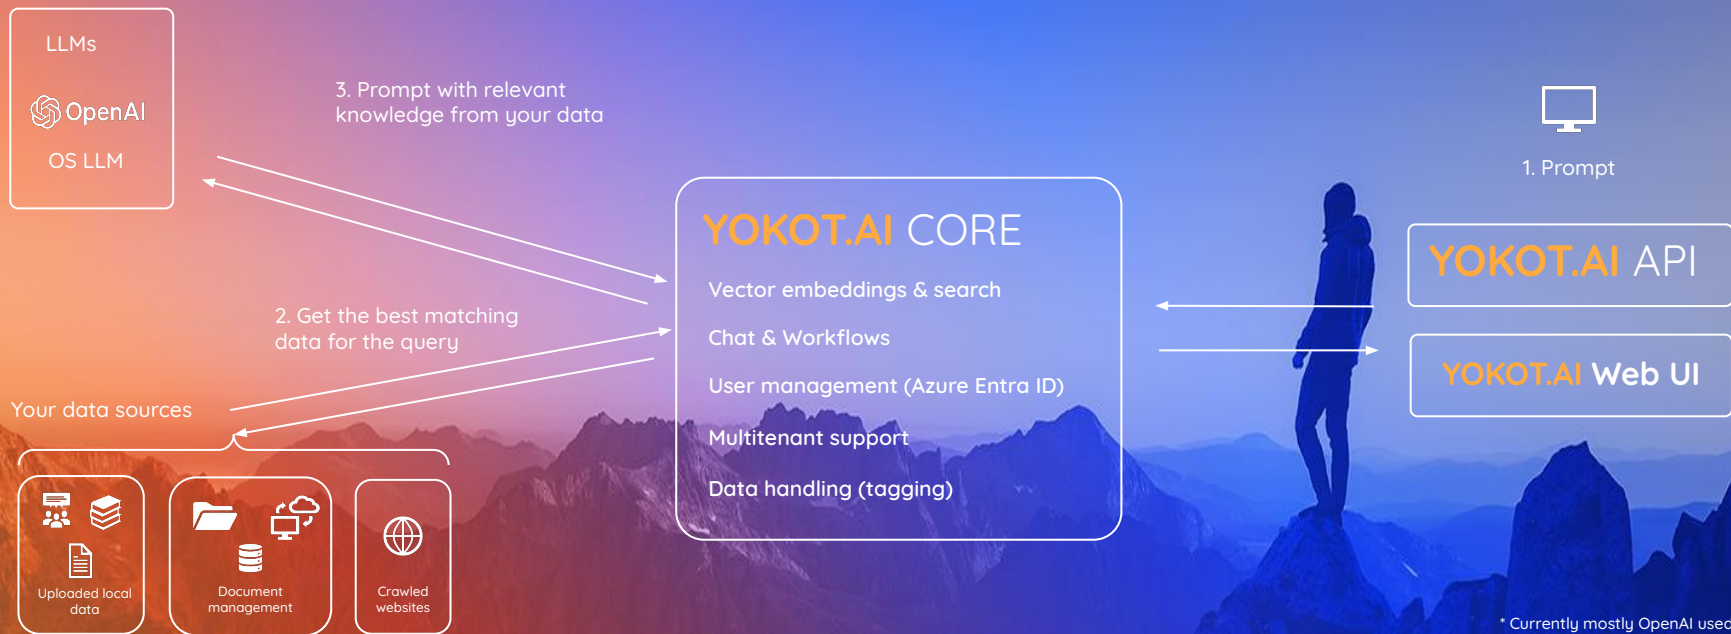 LLMs
OpenAI
OS LLM
3. Prompt with relevant
knowledge from your data
2. Get the best matching
data for the query
Your data sources
Uploaded local
data
Document
management
Crawled
websites
YOKOT.AI CORE
Vector embeddings & search
Chat & Workflows
User management (Azure Entra ID)
Multitenant support
Data handling (tagging)
1. Prompt
YOKOT.AI API
YOKOT.AI Web UI
* Currently mostly OpenAI used